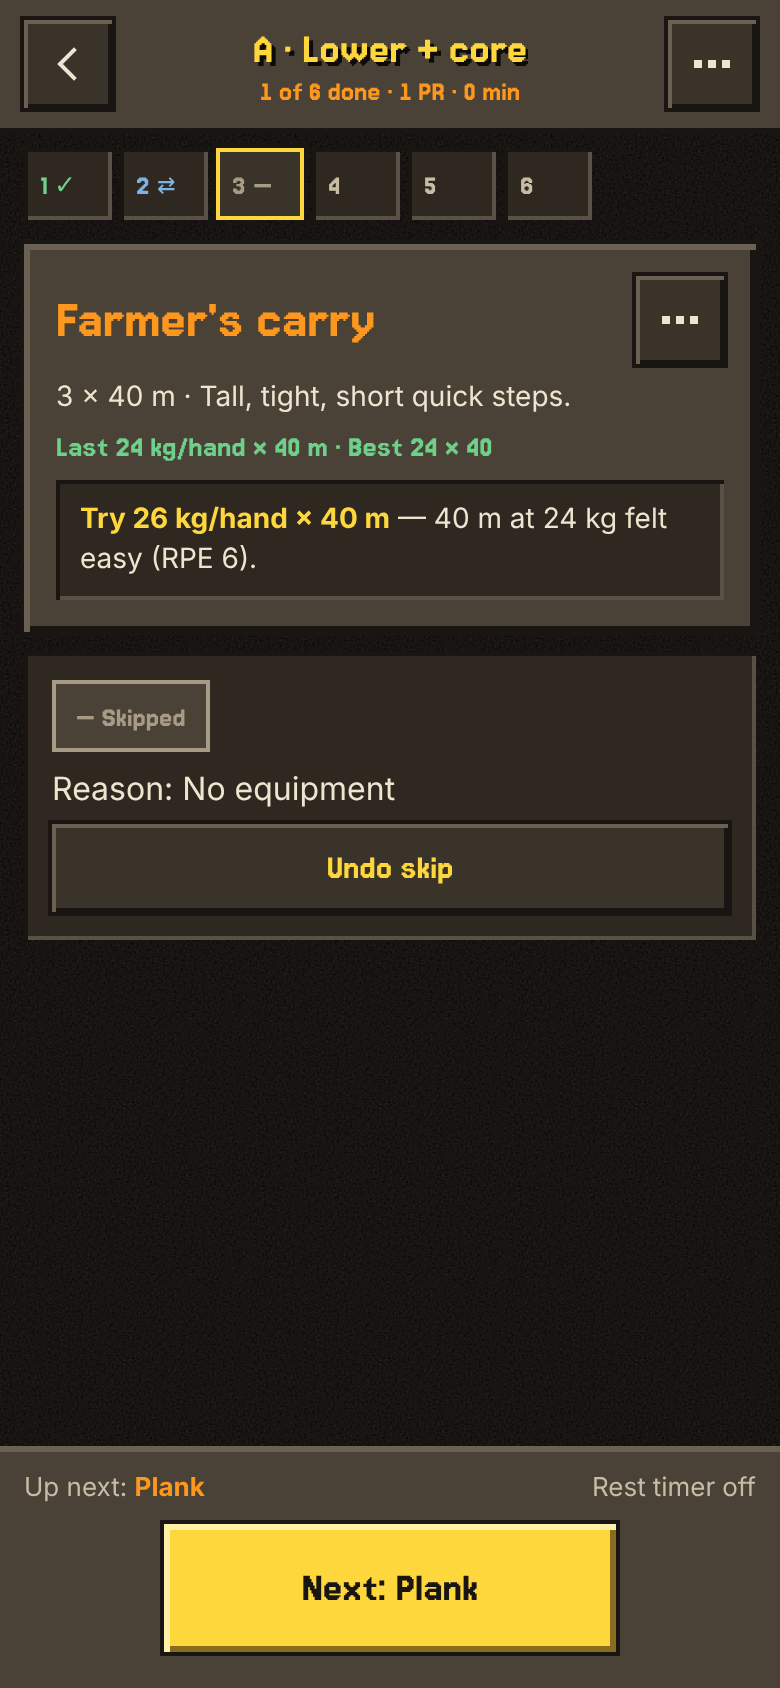 A · Lower + core
1 of 6 done · 1 PR · 0 min
1 ✓
2 ⇄
3 —
4
5
6
Farmer's carry
3 × 40 m · Tall, tight, short quick steps.
Last 24 kg/hand × 40 m · Best 24 × 40
Try 26 kg/hand × 40 m — 40 m at 24 kg felt
easy (RPE 6).
— Skipped
Reason: No equipment
Undo skip
Up next: Plank
Rest timer off
Next: Plank